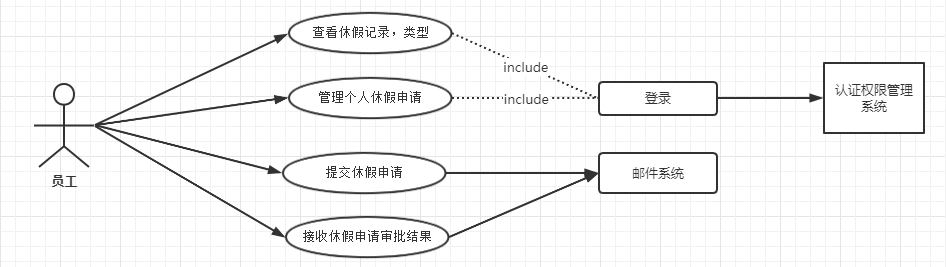 查看休假记录，类型
include
管理个人休假申请
include
登录
认证权限管理
系统
员工
提交休假申请
邮件系统
接收休假申请审批结果